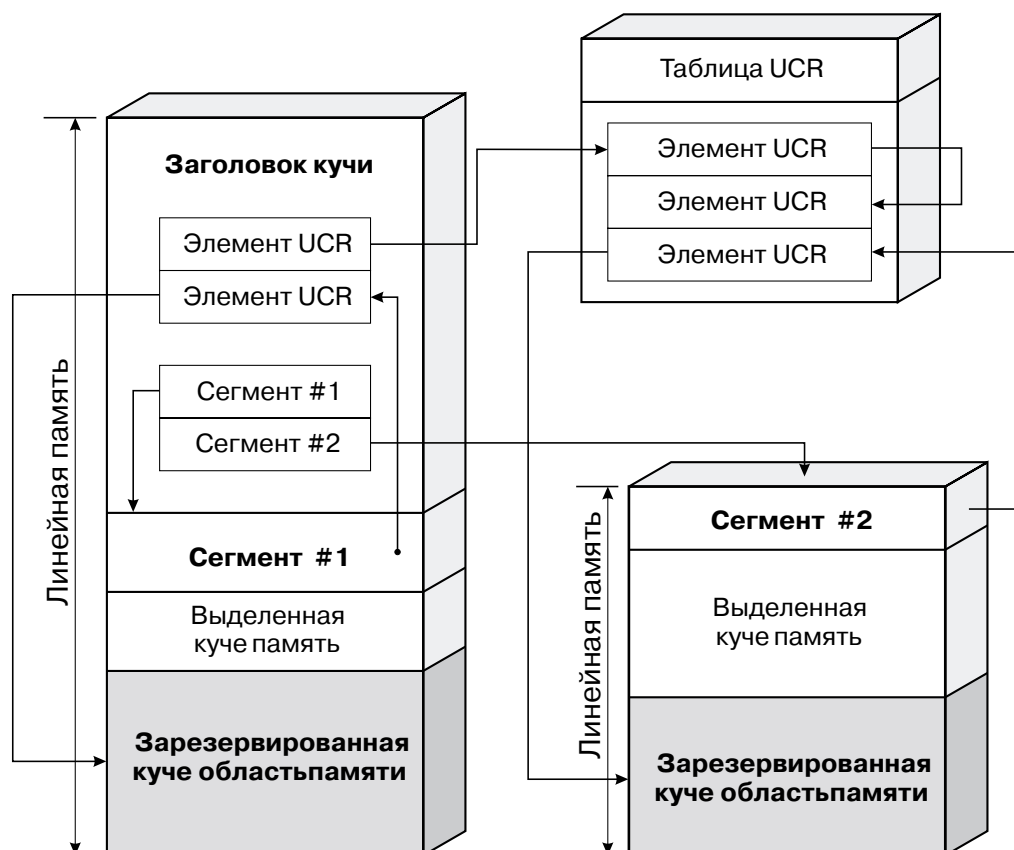 Таблица UCR
Элемент UCR
Элемент UCR
Элемент UCR
Линейная память
Заголовок кучи
Элемент UCR
Элемент UCR
Сегмент #1
Сегмент #2
Сегмент #1
Выделенная
куче память
Зарезервированная
куче областьпамяти
Линейная память
Сегмент #2
Выделенная
куче память
Зарезервированная
куче областьпамяти